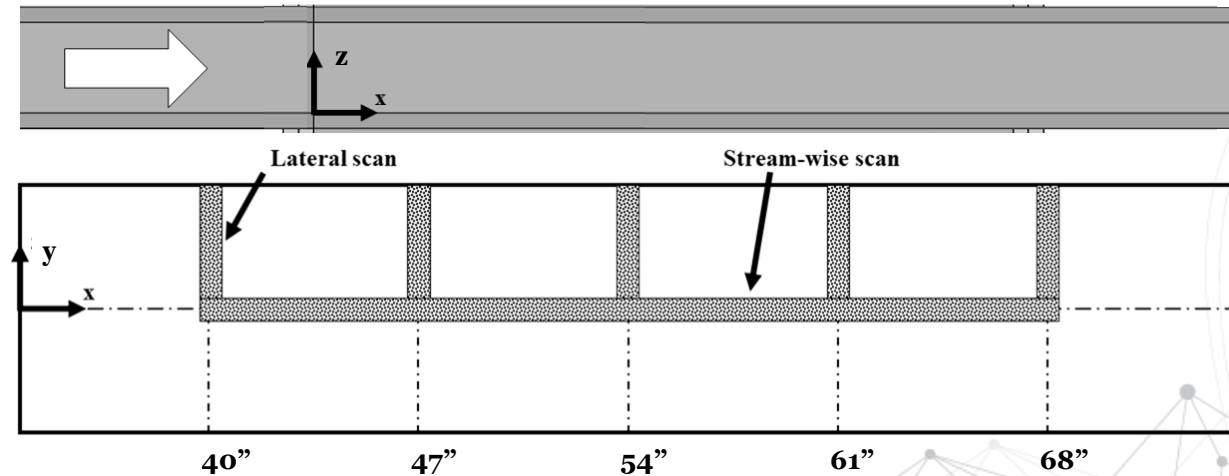 z
x
Lateral scan
Stream-wise scan
y
x
40”
47”
54”
61”
68”